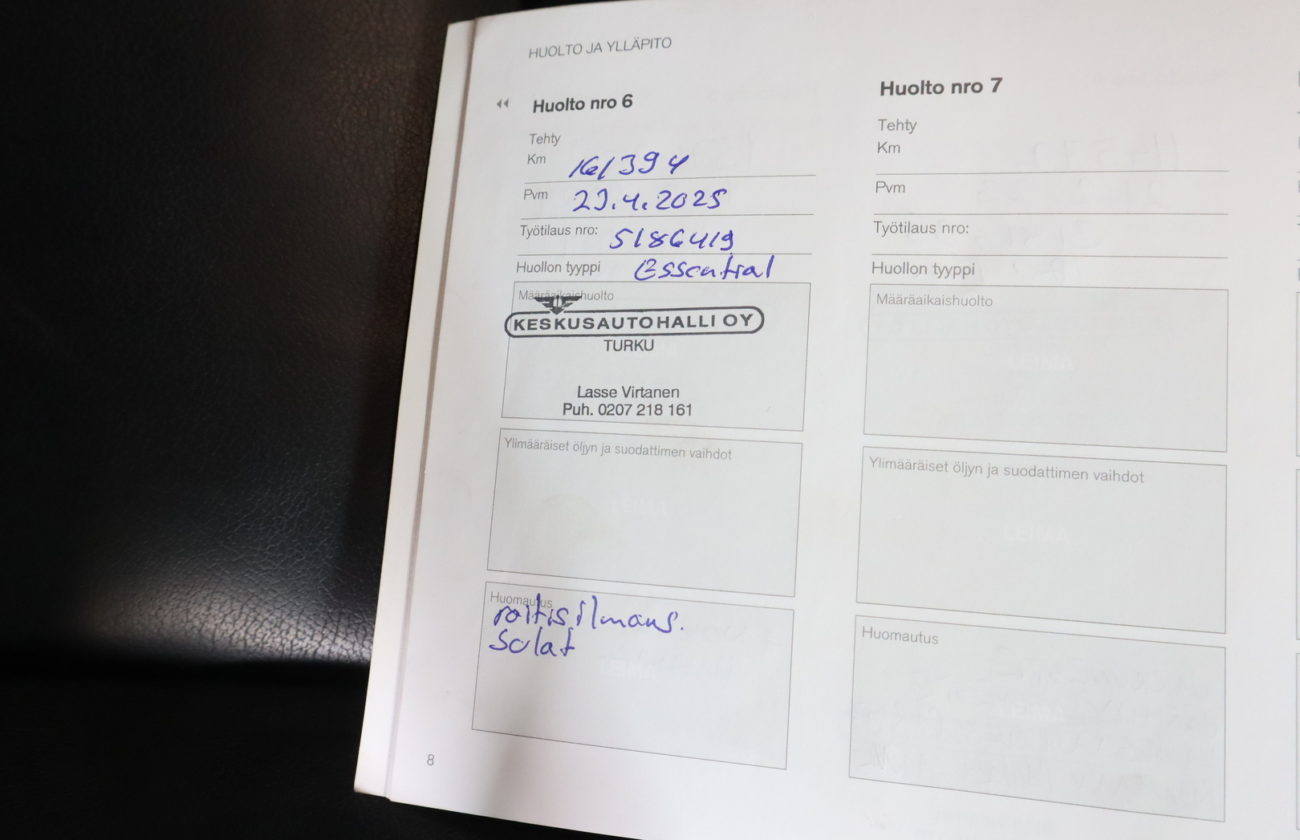 HUOLTO JA YLLÄPITO
Huolto nro 6
Tehty
Km 161394
Pvm 29.4.2025
Työtilaus nro: 5186419
Huollon tyyppi Essential
Määräaikaishuolto
KESKUSAUTOHALLI OY
TURKU
Lasse Virtanen
Puh. 0207 218 161
Ylimääräiset öljyn ja suodattimen vaihdot
Huomautus
raitisilmans.
Sulat
8
Huolto nro 7
Tehty
Km
Pvm
Työtilaus nro:
Huollon tyyppi
Määräaikaishuolto
Ylimääräiset öljyn ja suodattimen vaihdot
Huomautus